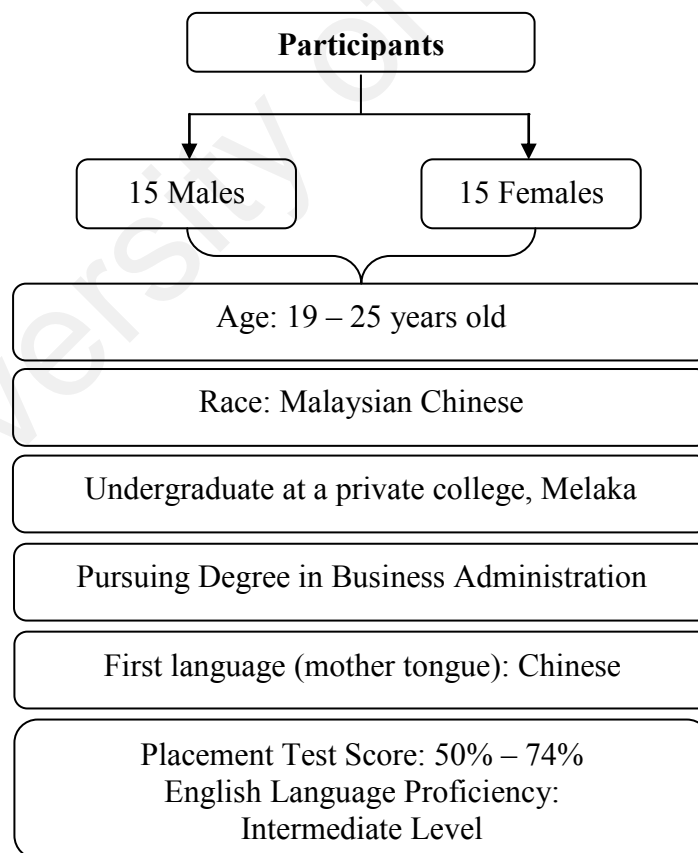 Participants
15 Males
15 Females
Age: 19 – 25 years old
Race: Malaysian Chinese
Undergraduate at a private college, Melaka
Pursuing Degree in Business Administration
First language (mother tongue): Chinese
Placement Test Score: 50% – 74%
English Language Proficiency:
Intermediate Level